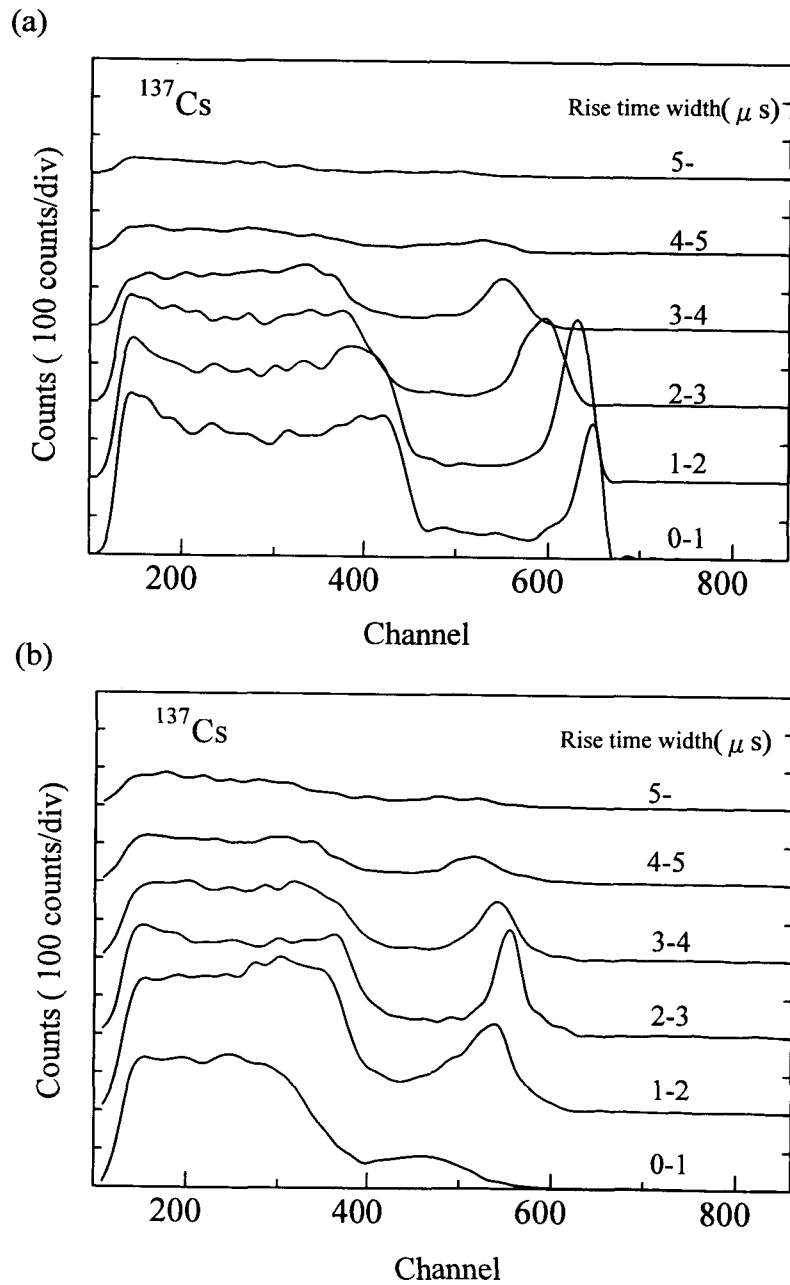 (a)
137Cs
Rise time width( μ s)
5-
4-5
3-4
2-3
1-2
0-1
Counts ( 100 counts/div)
200
400
600
800
Channel
(b)
137Cs
Rise time width( μ s)
5-
4-5
3-4
2-3
1-2
0-1
Counts ( 100 counts/div)
200
400
600
800
Channel